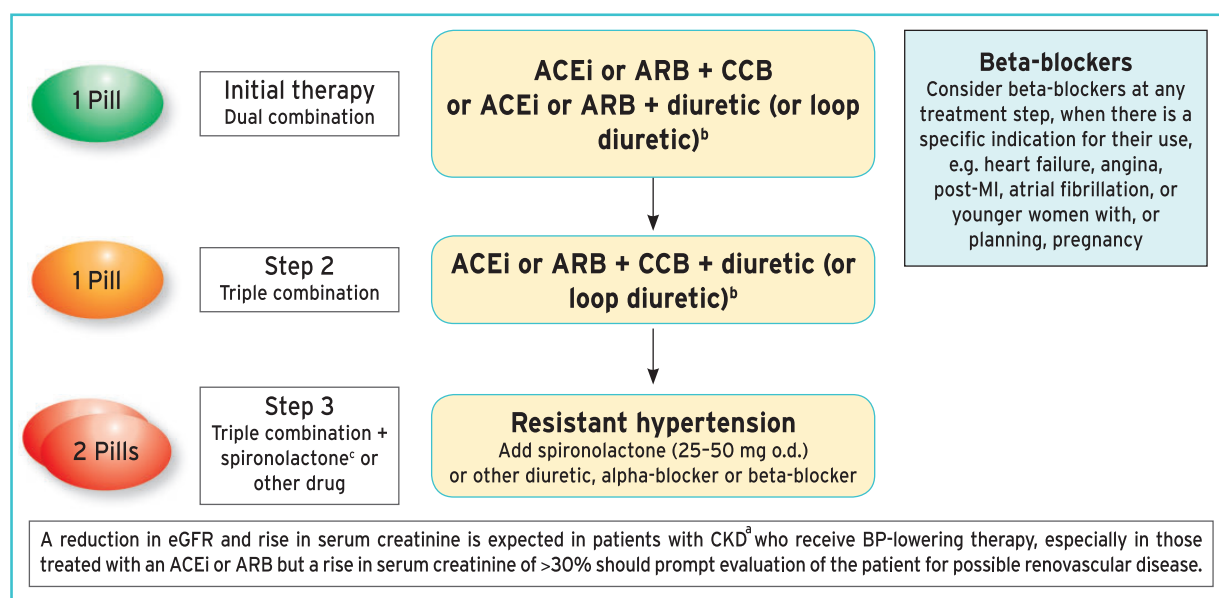 1 Pill
Initial therapy
Dual combination
ACEi or ARB + CCB
or ACEi or ARB + diuretic (or loop
diuretic)ᵇ
Beta-blockers
Consider beta-blockers at any
treatment step, when there is a
specific indication for their use,
e.g. heart failure, angina,
post-MI, atrial fibrillation, or
younger women with, or
planning, pregnancy
1 Pill
Step 2
Triple combination
ACEi or ARB + CCB + diuretic (or
loop diuretic)ᵇ
2 Pills
Step 3
Triple combination +
spironolactoneᶜ or
other drug
Resistant hypertension
Add spironolactone (25–50 mg o.d.)
or other diuretic, alpha-blocker or beta-blocker
A reduction in eGFR and rise in serum creatinine is expected in patients with CKDᵃ who receive BP-lowering therapy, especially in those
treated with an ACEi or ARB but a rise in serum creatinine of >30% should prompt evaluation of the patient for possible renovascular disease.